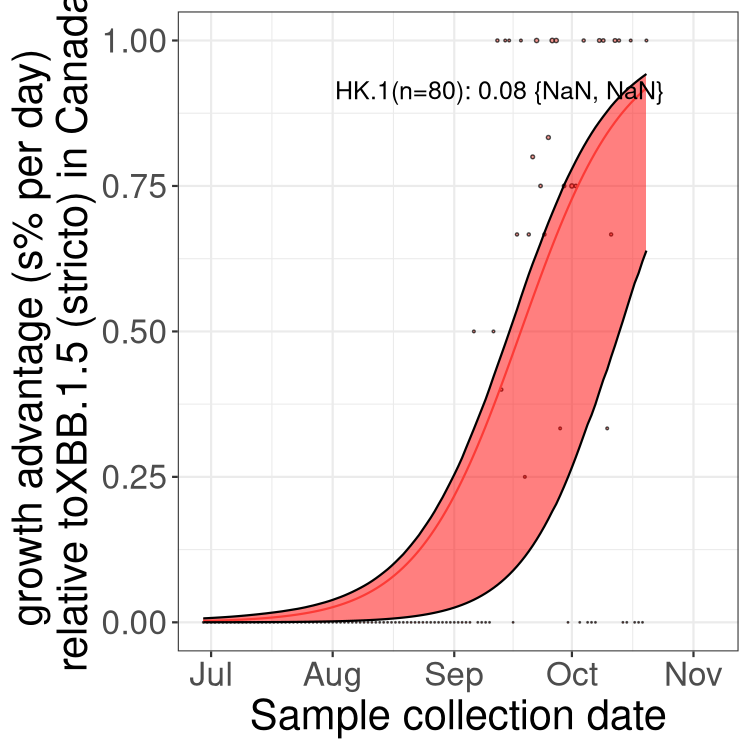 growth advantage (s% per day)
relative toXBB.1.5 (stricto) in Canada
1.00
0.75
0.50
0.25
0.00
HK.1(n=80): 0.08 {NaN, NaN}
Jul Aug Sep Oct Nov
Sample collection date